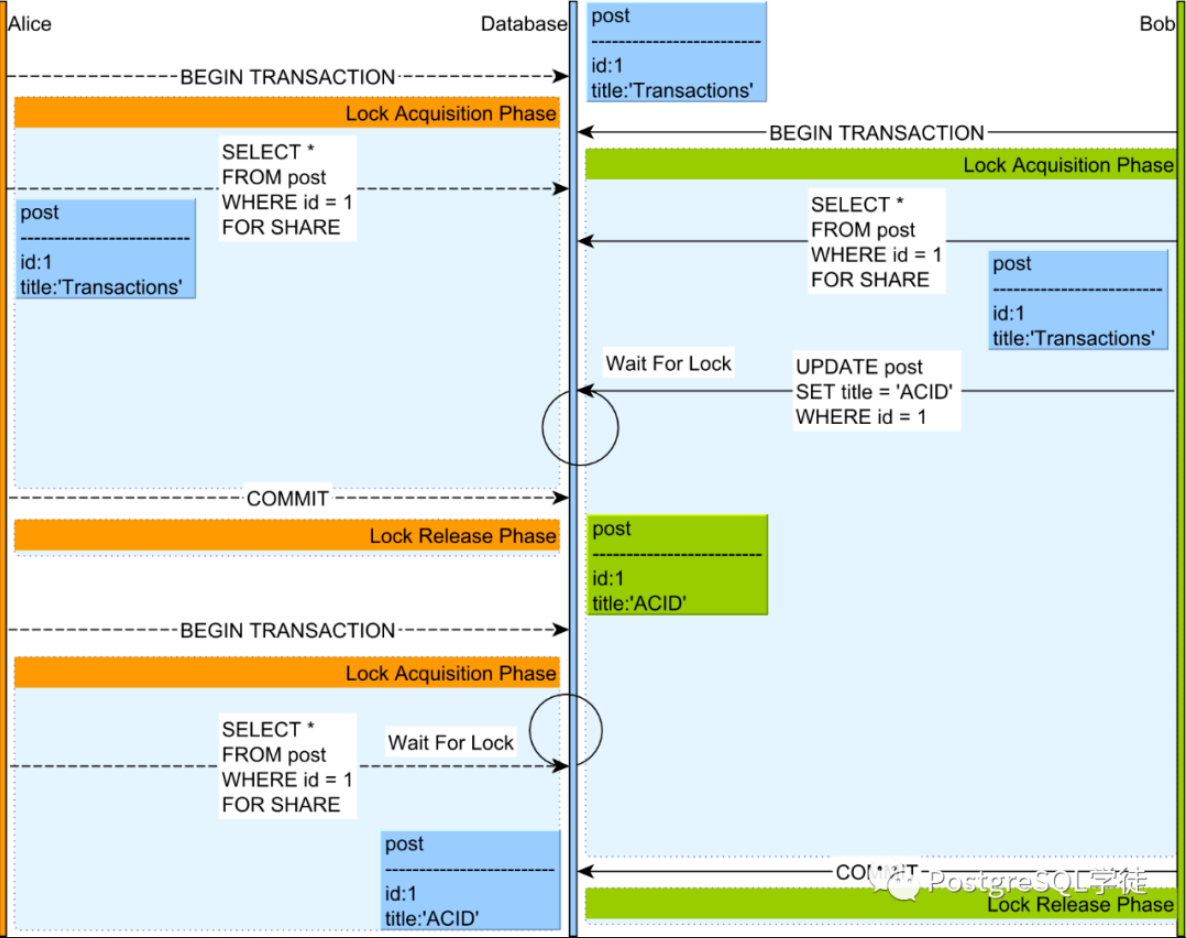 Alice
Database
post
---------------------------
id:1
title:'Transactions'
Bob
BEGIN TRANSACTION
Lock Acquisition Phase
BEGIN TRANSACTION
Lock Acquisition Phase
SELECT *
FROM post
WHERE id = 1
FOR SHARE
post
---------------------------
id:1
title:'Transactions'
SELECT *
FROM post
WHERE id = 1
FOR SHARE
post
---------------------------
id:1
title:'Transactions'
Wait For Lock
UPDATE post
SET title = 'ACID'
WHERE id = 1
COMMIT
Lock Release Phase
post
---------------------------
id:1
title:'ACID'
BEGIN TRANSACTION
Lock Acquisition Phase
SELECT *
FROM post
WHERE id = 1
FOR SHARE
Wait For Lock
post
---------------------------
id:1
title:'ACID'
COMMIT
PostgreSQL学徒
Lock Release Phase